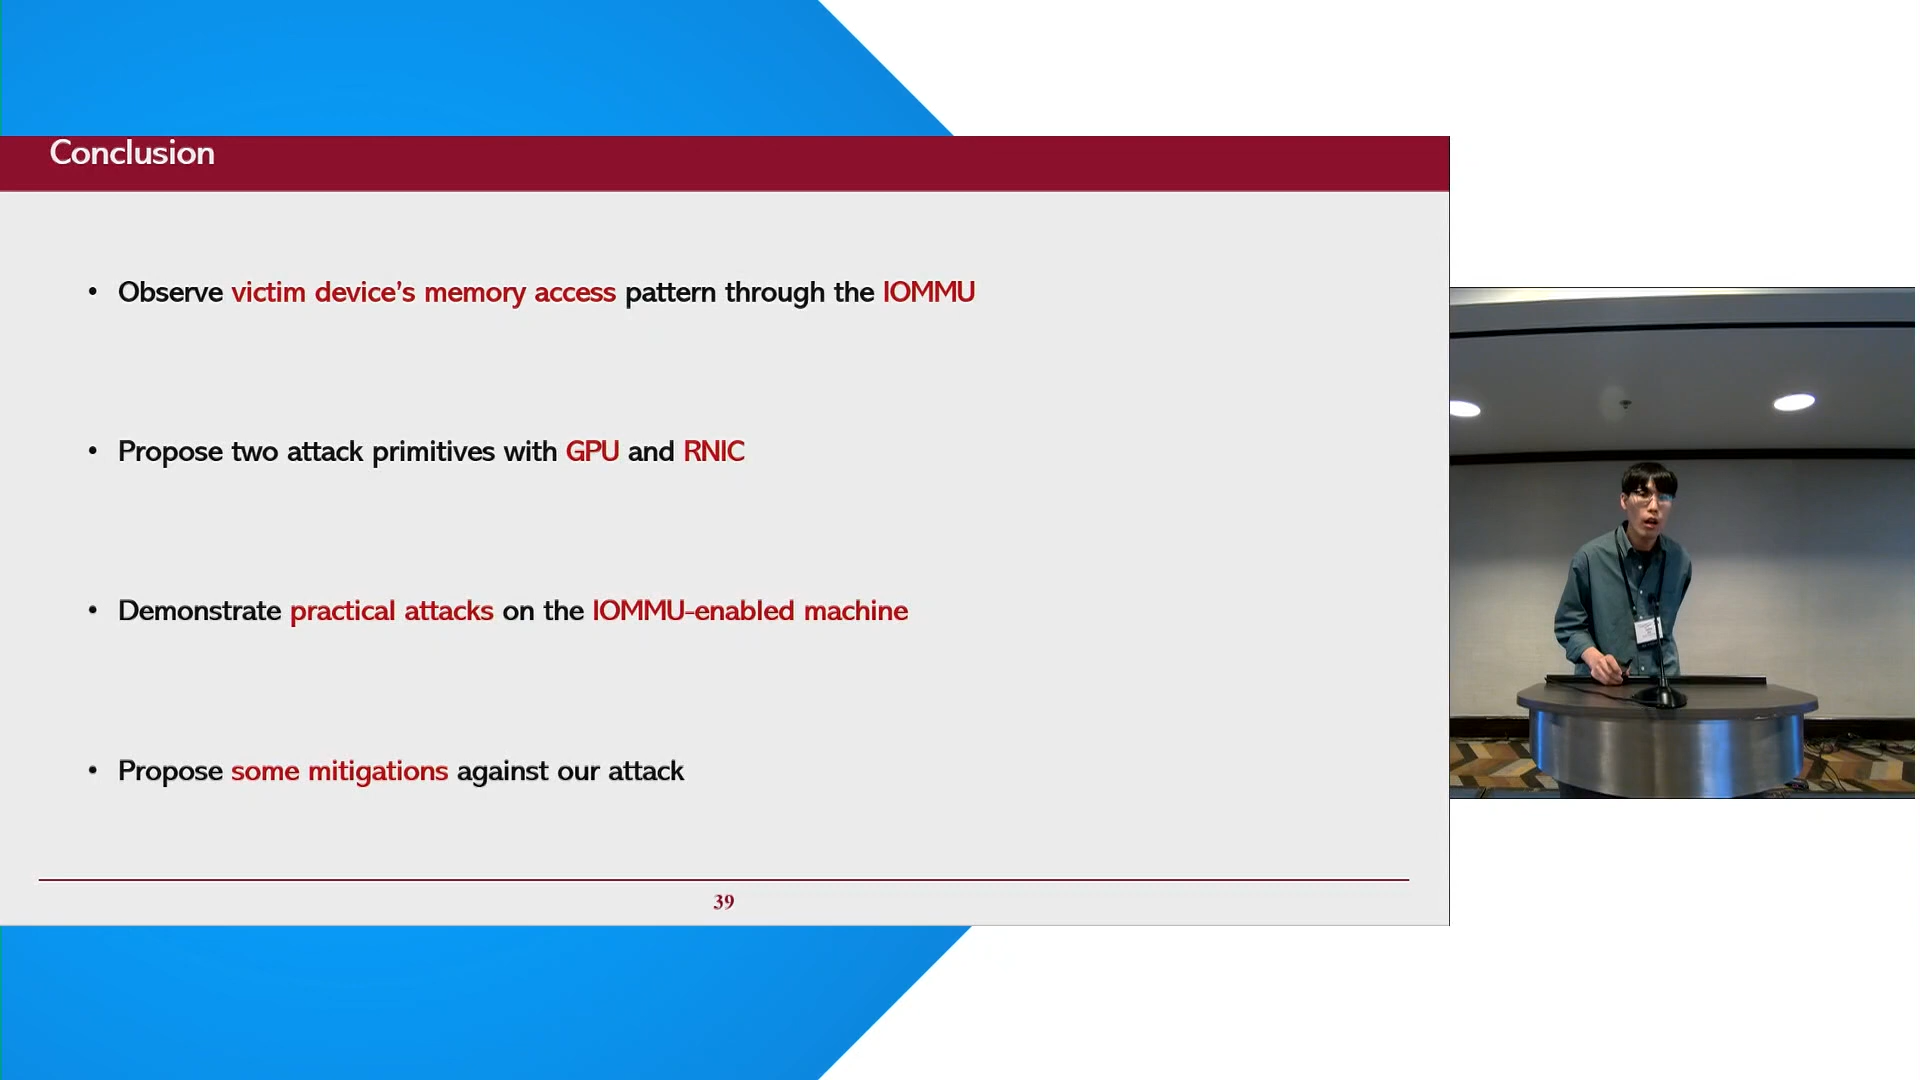 Conclusion
• Observe victim device's memory access pattern through the IOMMU
• Propose two attack primitives with GPU and RNIC
• Demonstrate practical attacks on the IOMMU-enabled machine
• Propose some mitigations against our attack
39